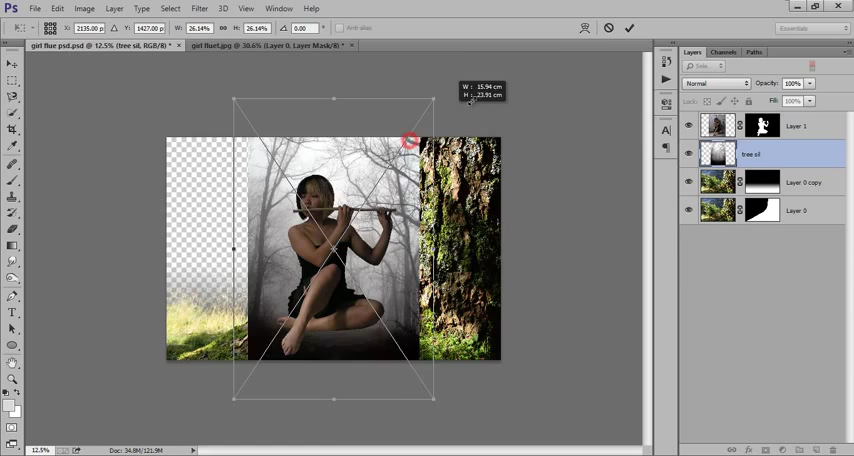 Ps File Edit Image Layer Type Select Filter 3D View Window Help
X: 2135.00 p Y: 1427.00 p W: 26.14% H: 26.14% 0.00 Anti-alias Essentials
girl flue psd.psd @ 12.5% (tree sil, RGB/8) * × girl fluet.jpg @ 30.6% (Layer 0, Layer Mask/8) * ×
W: 15.94 cm
H: 23.91 cm
Layers Channels Paths
Normal Opacity: 100%
Lock: Fill: 100%
Layer 1
tree sil
Layer 0 copy
Layer 0
12.5% Doc: 34.8M/121.9M